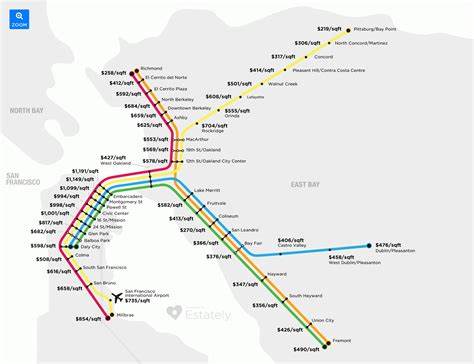 ZOOM
$219/sqft
Pittsburg/Bay Point
$306/sqft
North Concord/Martinez
$317/sqft
Concord
$414/sqft
Pleasant Hill/Contra Costa Centre
$501/sqft
Walnut Creek
$608/sqft
Lafayette
$555/sqft
Orinda
$704/sqft
Rockridge
$258/sqft
Richmond
$412/sqft
El Cerrito del Norte
$592/sqft
El Cerrito Plaza
$684/sqft
North Berkeley
$659/sqft
Downtown Berkeley
$625/sqft
Ashby
$553/sqft
MacArthur
$569/sqft
19th St/Oakland
$578/sqft
12th St/Oakland City Center
NORTH BAY
SAN
FRANCISCO
EAST BAY
$427/sqft
West Oakland
$1,191/sqft
Embarcadero
$1,149/sqft
Montgomery St
$1,099/sqft
Powell St
$994/sqft
Civic Center
$998/sqft
16 St/Mission
$1,001/sqft
24 St/Mission
$817/sqft
Glen Park
$682/sqft
Balboa Park
$598/sqft
Daly City
$508/sqft
Colma
$616/sqft
South San Francisco
$658/sqft
San Bruno
San Francisco
International Airport
$735/sqft
$854/sqft
Millbrae
Lake Merritt
$582/sqft
Fruitvale
$413/sqft
Coliseum
$270/sqft
San Leandro
$366/sqft
Bay Fair
$378/sqft
$406/sqft
Castro Valley
$458/sqft
West Dublin/Pleasanton
$476/sqft
Dublin/Pleasanton
Hayward
$347/sqft
South Hayward
$356/sqft
Union City
$426/sqft
Fremont
$490/sqft
Estately